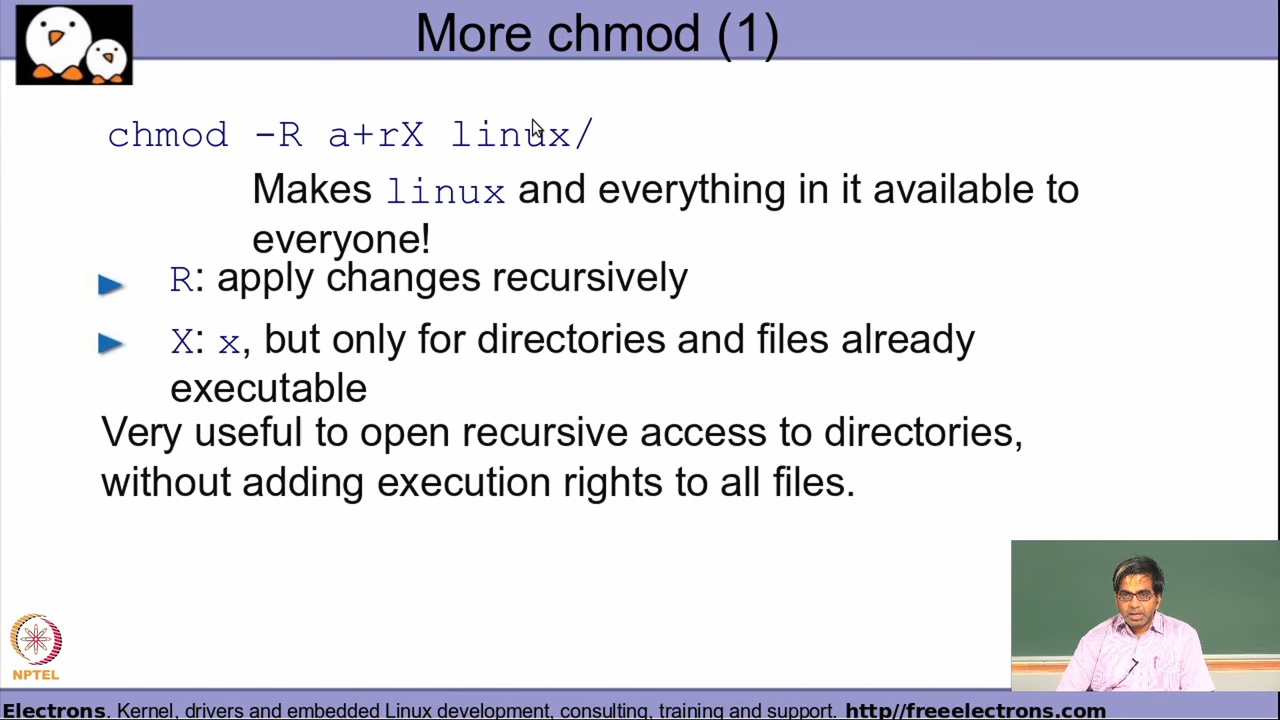 More chmod (1)
chmod -R a+rX linux/
Makes linux and everything in it available to
everyone!
R: apply changes recursively
X: x, but only for directories and files already
executable
Very useful to open recursive access to directories,
without adding execution rights to all files.
NPTEL
Electrons. Kernel, drivers and embedded Linux development, consulting, training and support. http//freeelectrons.com